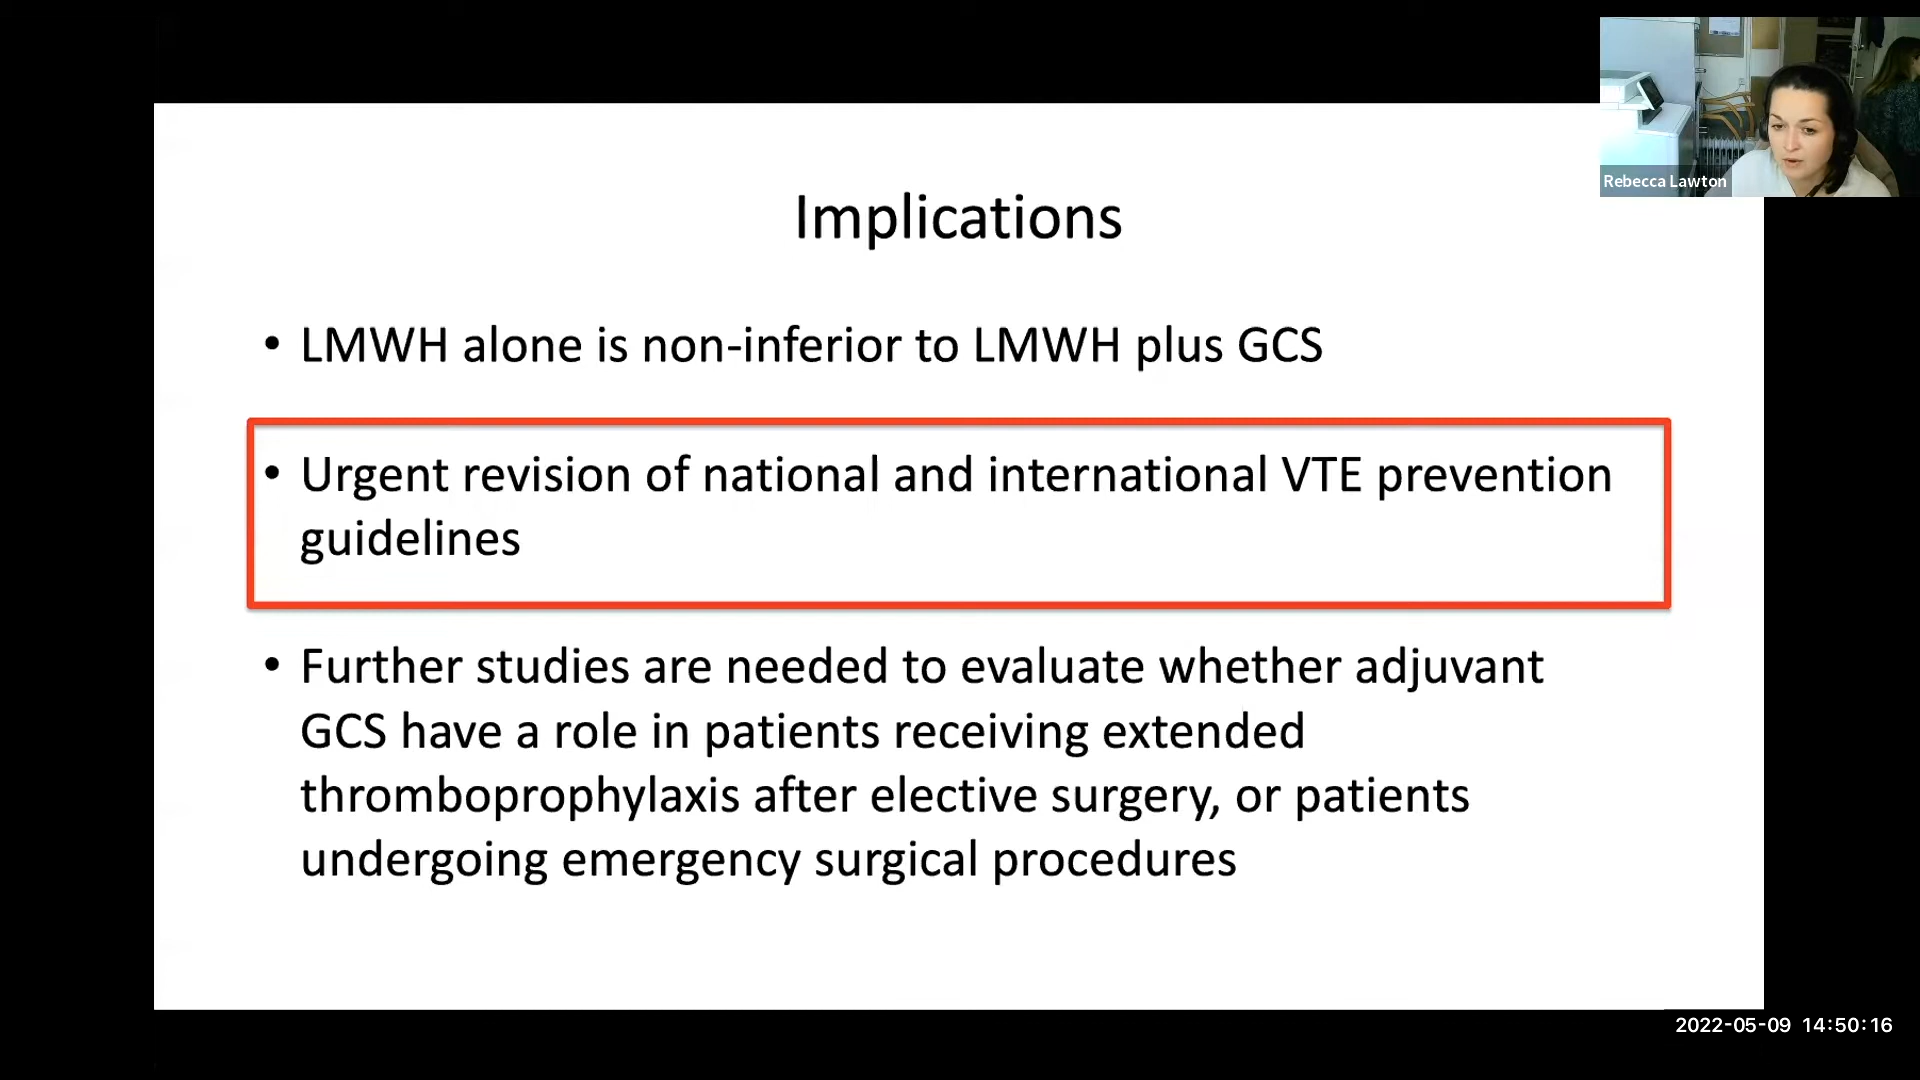 Rebecca Lawton
Implications
• LMWH alone is non-inferior to LMWH plus GCS
• Urgent revision of national and international VTE prevention
guidelines
• Further studies are needed to evaluate whether adjuvant
GCS have a role in patients receiving extended
thromboprophylaxis after elective surgery, or patients
undergoing emergency surgical procedures
2022-05-09 14:50:16